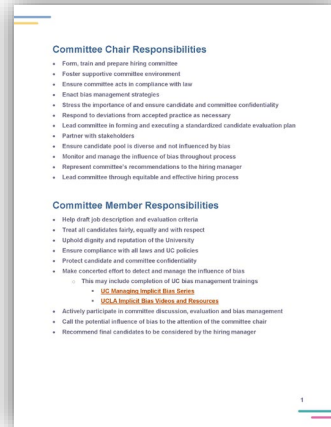 Committee Chair Responsibilities
Form, train and prepare hiring committee
Foster supportive committee environment
Ensure committee acts in compliance with law
Enact bias management strategies
Stress the importance of and ensure candidate and committee confidentiality
Respond to deviations from accepted practice as necessary
Lead committee in forming and executing a standardized candidate evaluation plan
Partner with stakeholders
Ensure candidate pool is diverse and not influenced by bias
Monitor and manage the influence of bias throughout process
Represent committee's recommendations to the hiring manager
Lead committee through equitable and effective hiring process
Committee Member Responsibilities
Help draft job description and evaluation criteria
Treat all candidates fairly, equally and with respect
Uphold dignity and reputation of the University
Ensure compliance with all laws and UC policies
Protect candidate and committee confidentiality
Make concerted effort to detect and manage the influence of bias
This may include completion of UC bias management trainings
UC Managing Implicit Bias Series
UCLA Implicit Bias Videos and Resources
Actively participate in committee discussion, evaluation and bias management
Call the potential influence of bias to the attention of the committee chair
Recommend final candidates to be considered by the hiring manager
1